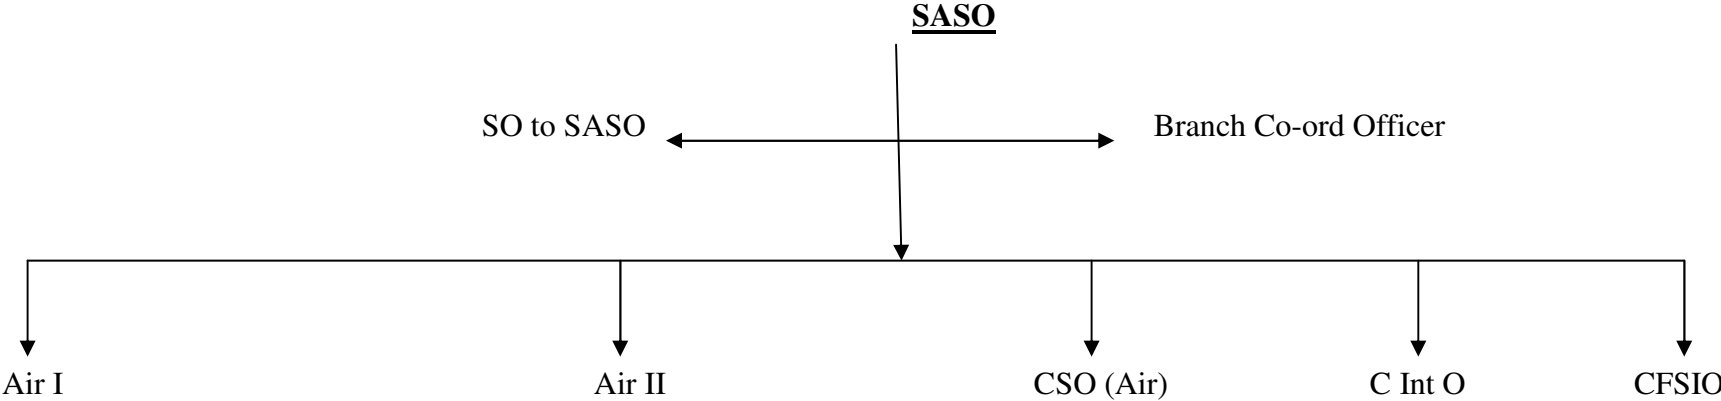 SASO
SO to SASO
Branch Co-ord Officer
Air I
Air II
CSO (Air)
C Int O
CFSIO